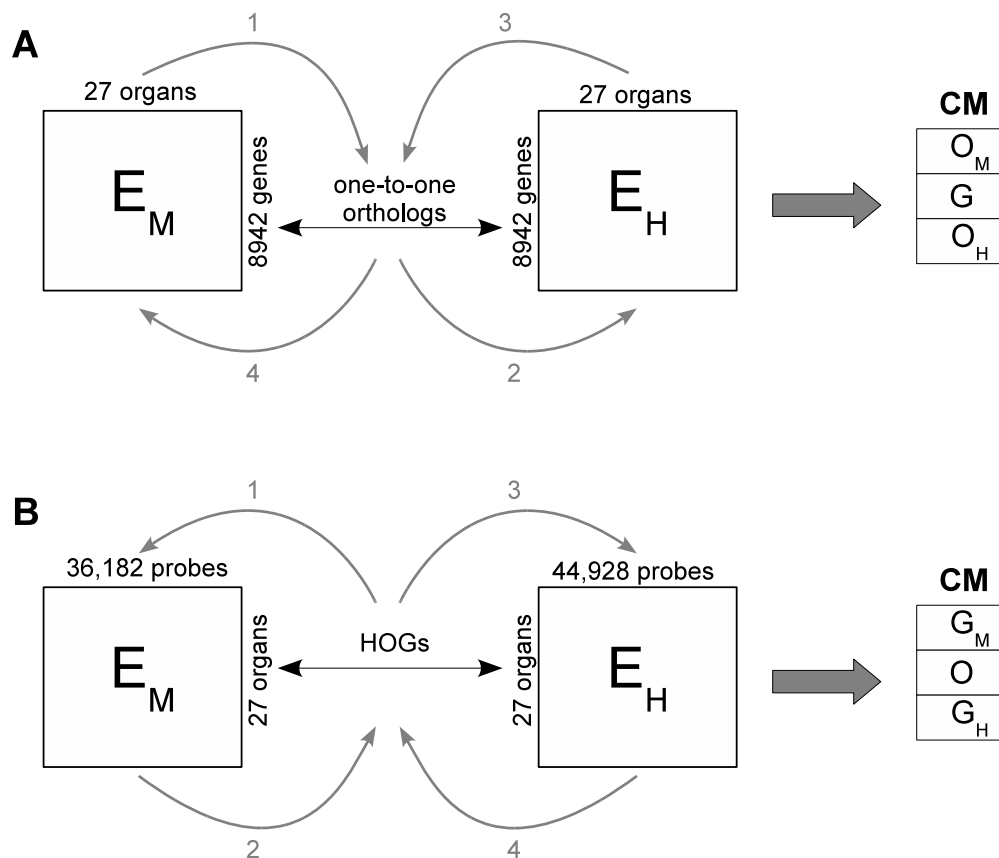 A
1
3
27 organs
27 organs
CM
E_M
8942 genes
one-to-one
orthologs
8942 genes
E_H
O_M
G
O_H
4
2
B
1
3
36,182 probes
44,928 probes
CM
E_M
27 organs
HOGs
27 organs
E_H
G_M
O
G_H
2
4